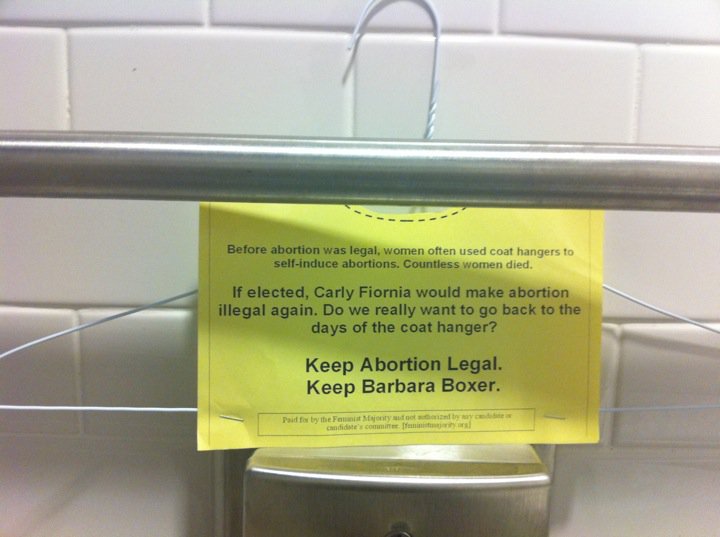 Before abortion was legal, women often used coat hangers to
self-induce abortions. Countless women died.
If elected, Carly Fiornia would make abortion
illegal again. Do we really want to go back to the
days of the coat hanger?
Keep Abortion Legal.
Keep Barbara Boxer.
Paid for by the Feminist Majority and not authorized by any candidate or
candidate's committee. [feministmajority.org]